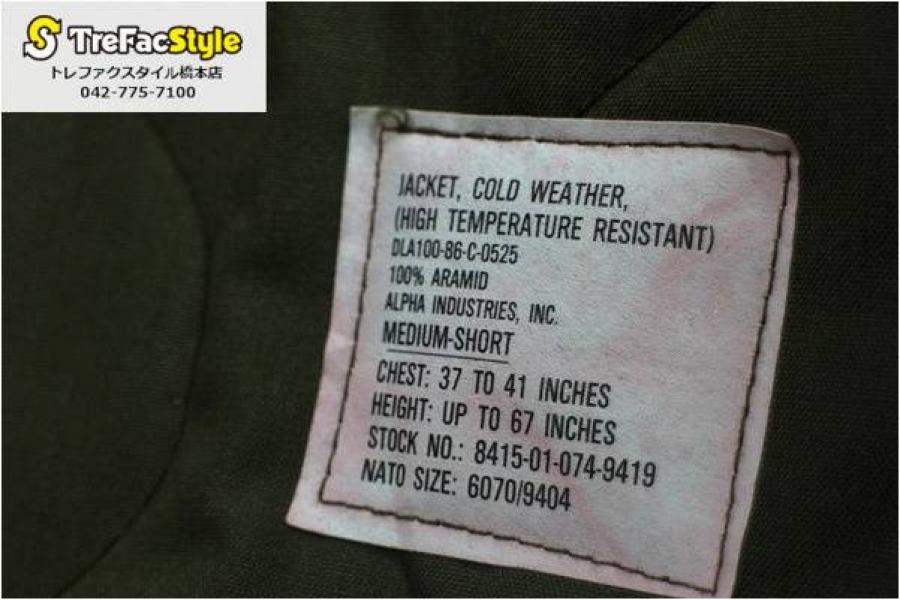 TreFacStyle
トレファクスタイル橋本店
042-775-7100
JACKET, COLD WEATHER,
(HIGH TEMPERATURE RESISTANT)
DLA100-86-C-0525
100% ARAMID
ALPHA INDUSTRIES, INC.
MEDIUM-SHORT
CHEST: 37 TO 41 INCHES
HEIGHT: UP TO 67 INCHES
STOCK NO.: 8415-01-074-9419
NATO SIZE: 6070/9404